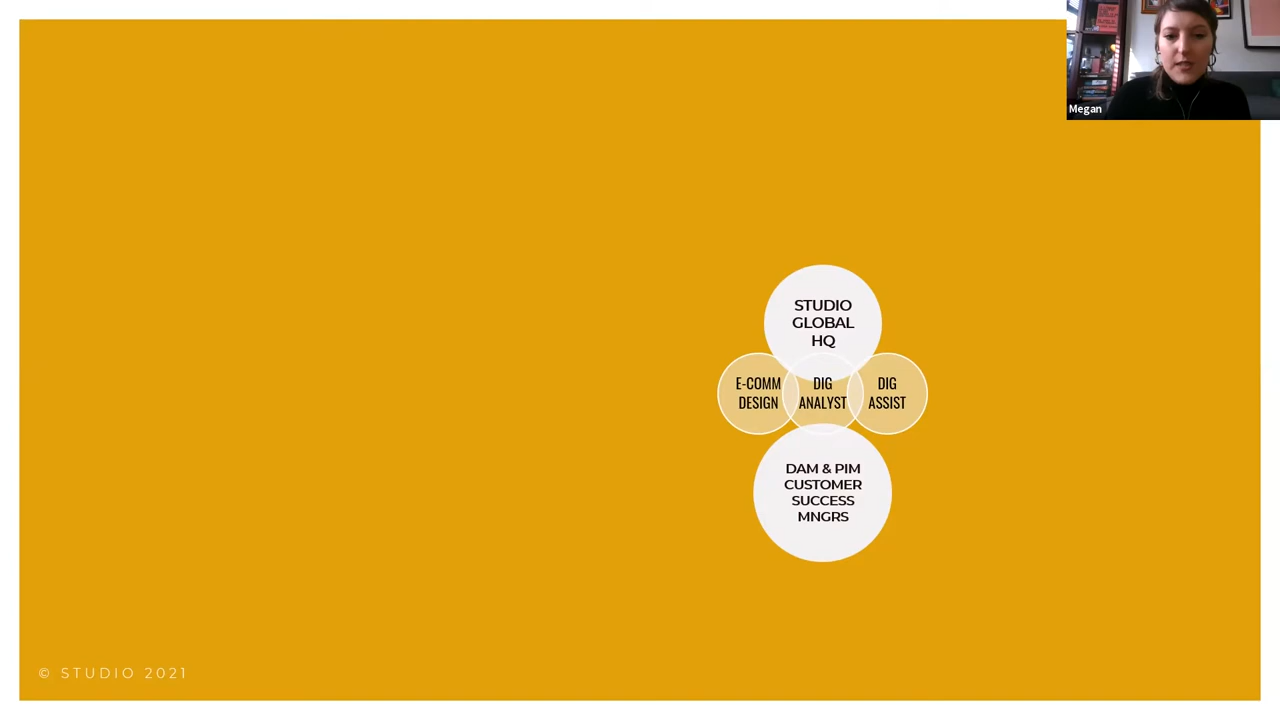 Megan
STUDIO
GLOBAL
HQ
E-COMM
DESIGN
DIG
ANALYST
DIG
ASSIST
DAM & PIM
CUSTOMER
SUCCESS
MNGRS
© STUDIO 2021